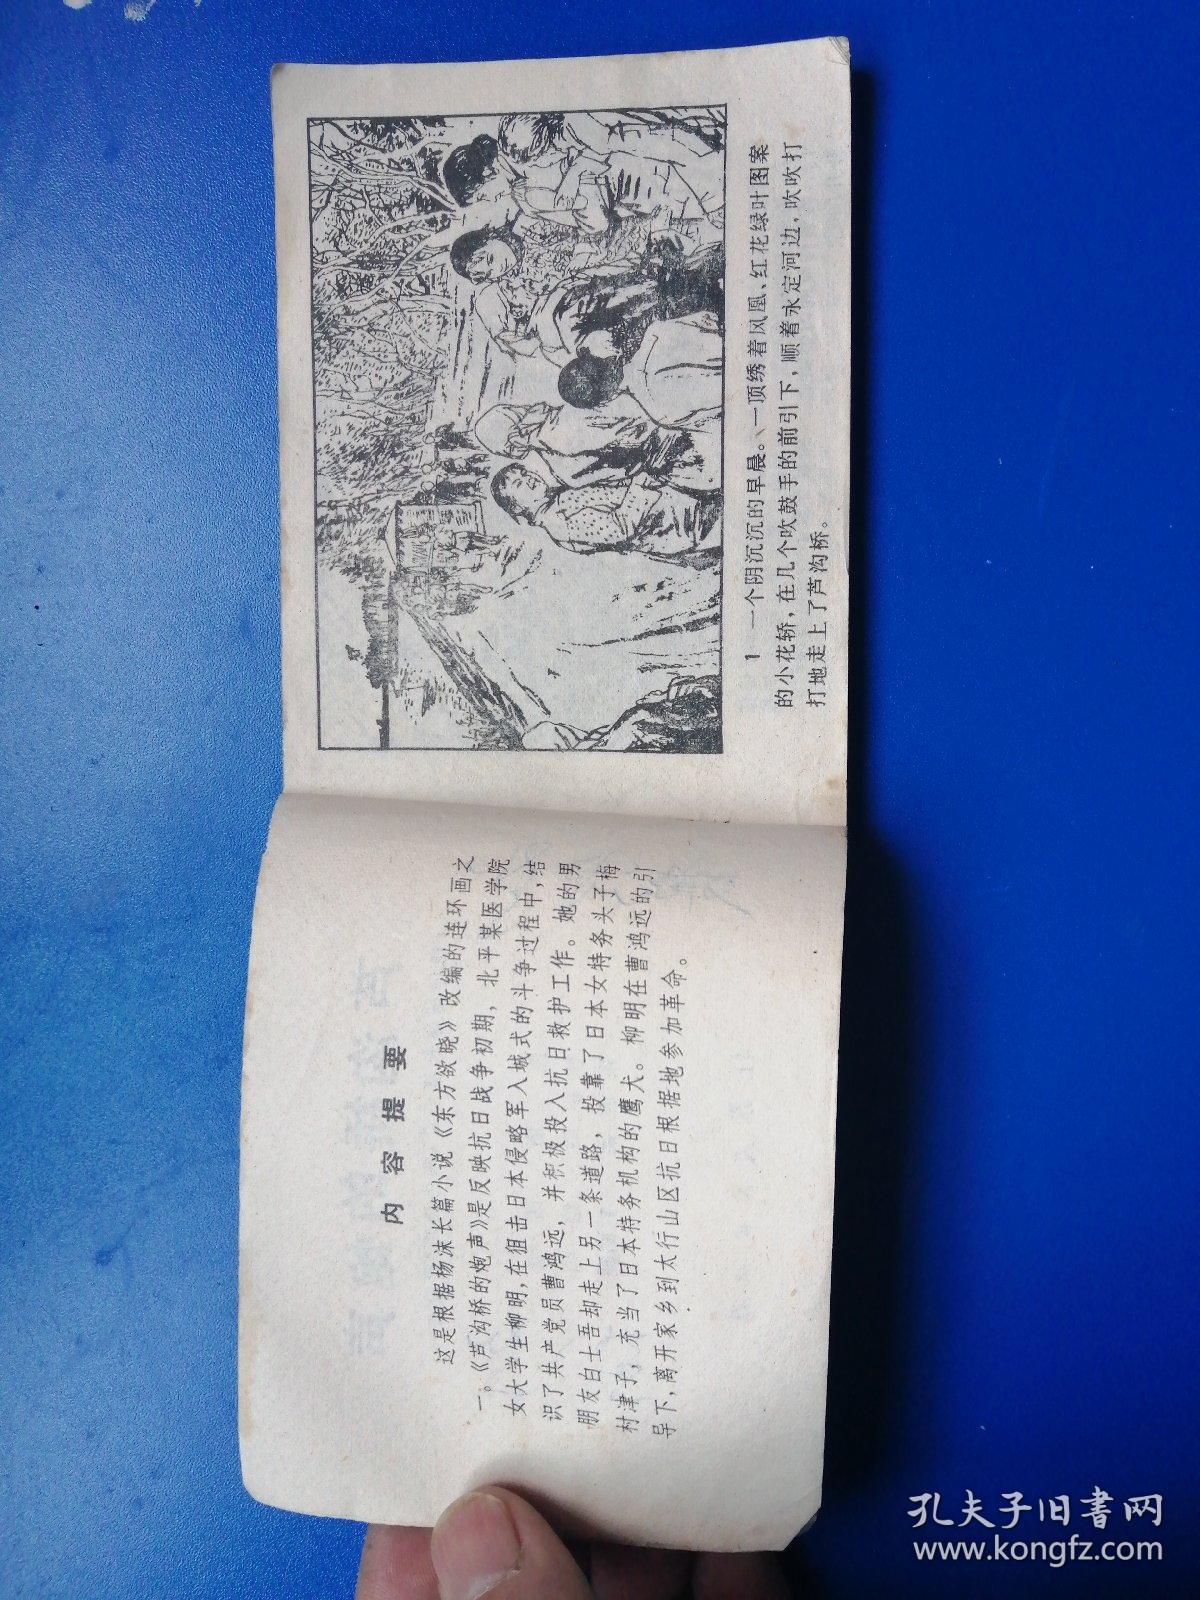 内容提要
这是根据杨沫长篇小说《东方欲晓》改编的连环画之
一。《芦沟桥的炮声》是反映抗日战争初期，北平某医学院
女大学生柳明，在狙击日本侵略军入城式的斗争过程中，结
识了共产党员曹鸿远，并积极投入抗日救护工作。她的男
朋友白士吾却走上另一条道路，投靠了日本女特务头子梅
村津子，充当了日本特务机构的鹰犬。柳明在曹鸿远的引
导下，离开家乡到太行山区抗日根据地参加革命。
1 一个阴沉沉的早晨。一顶绣着凤凰、红花绿叶图案
的小花轿，在几个吹鼓手的前引下，顺着永定河边，吹吹打
打地走上了芦沟桥。
孔夫子旧书网
www.kongfz.com